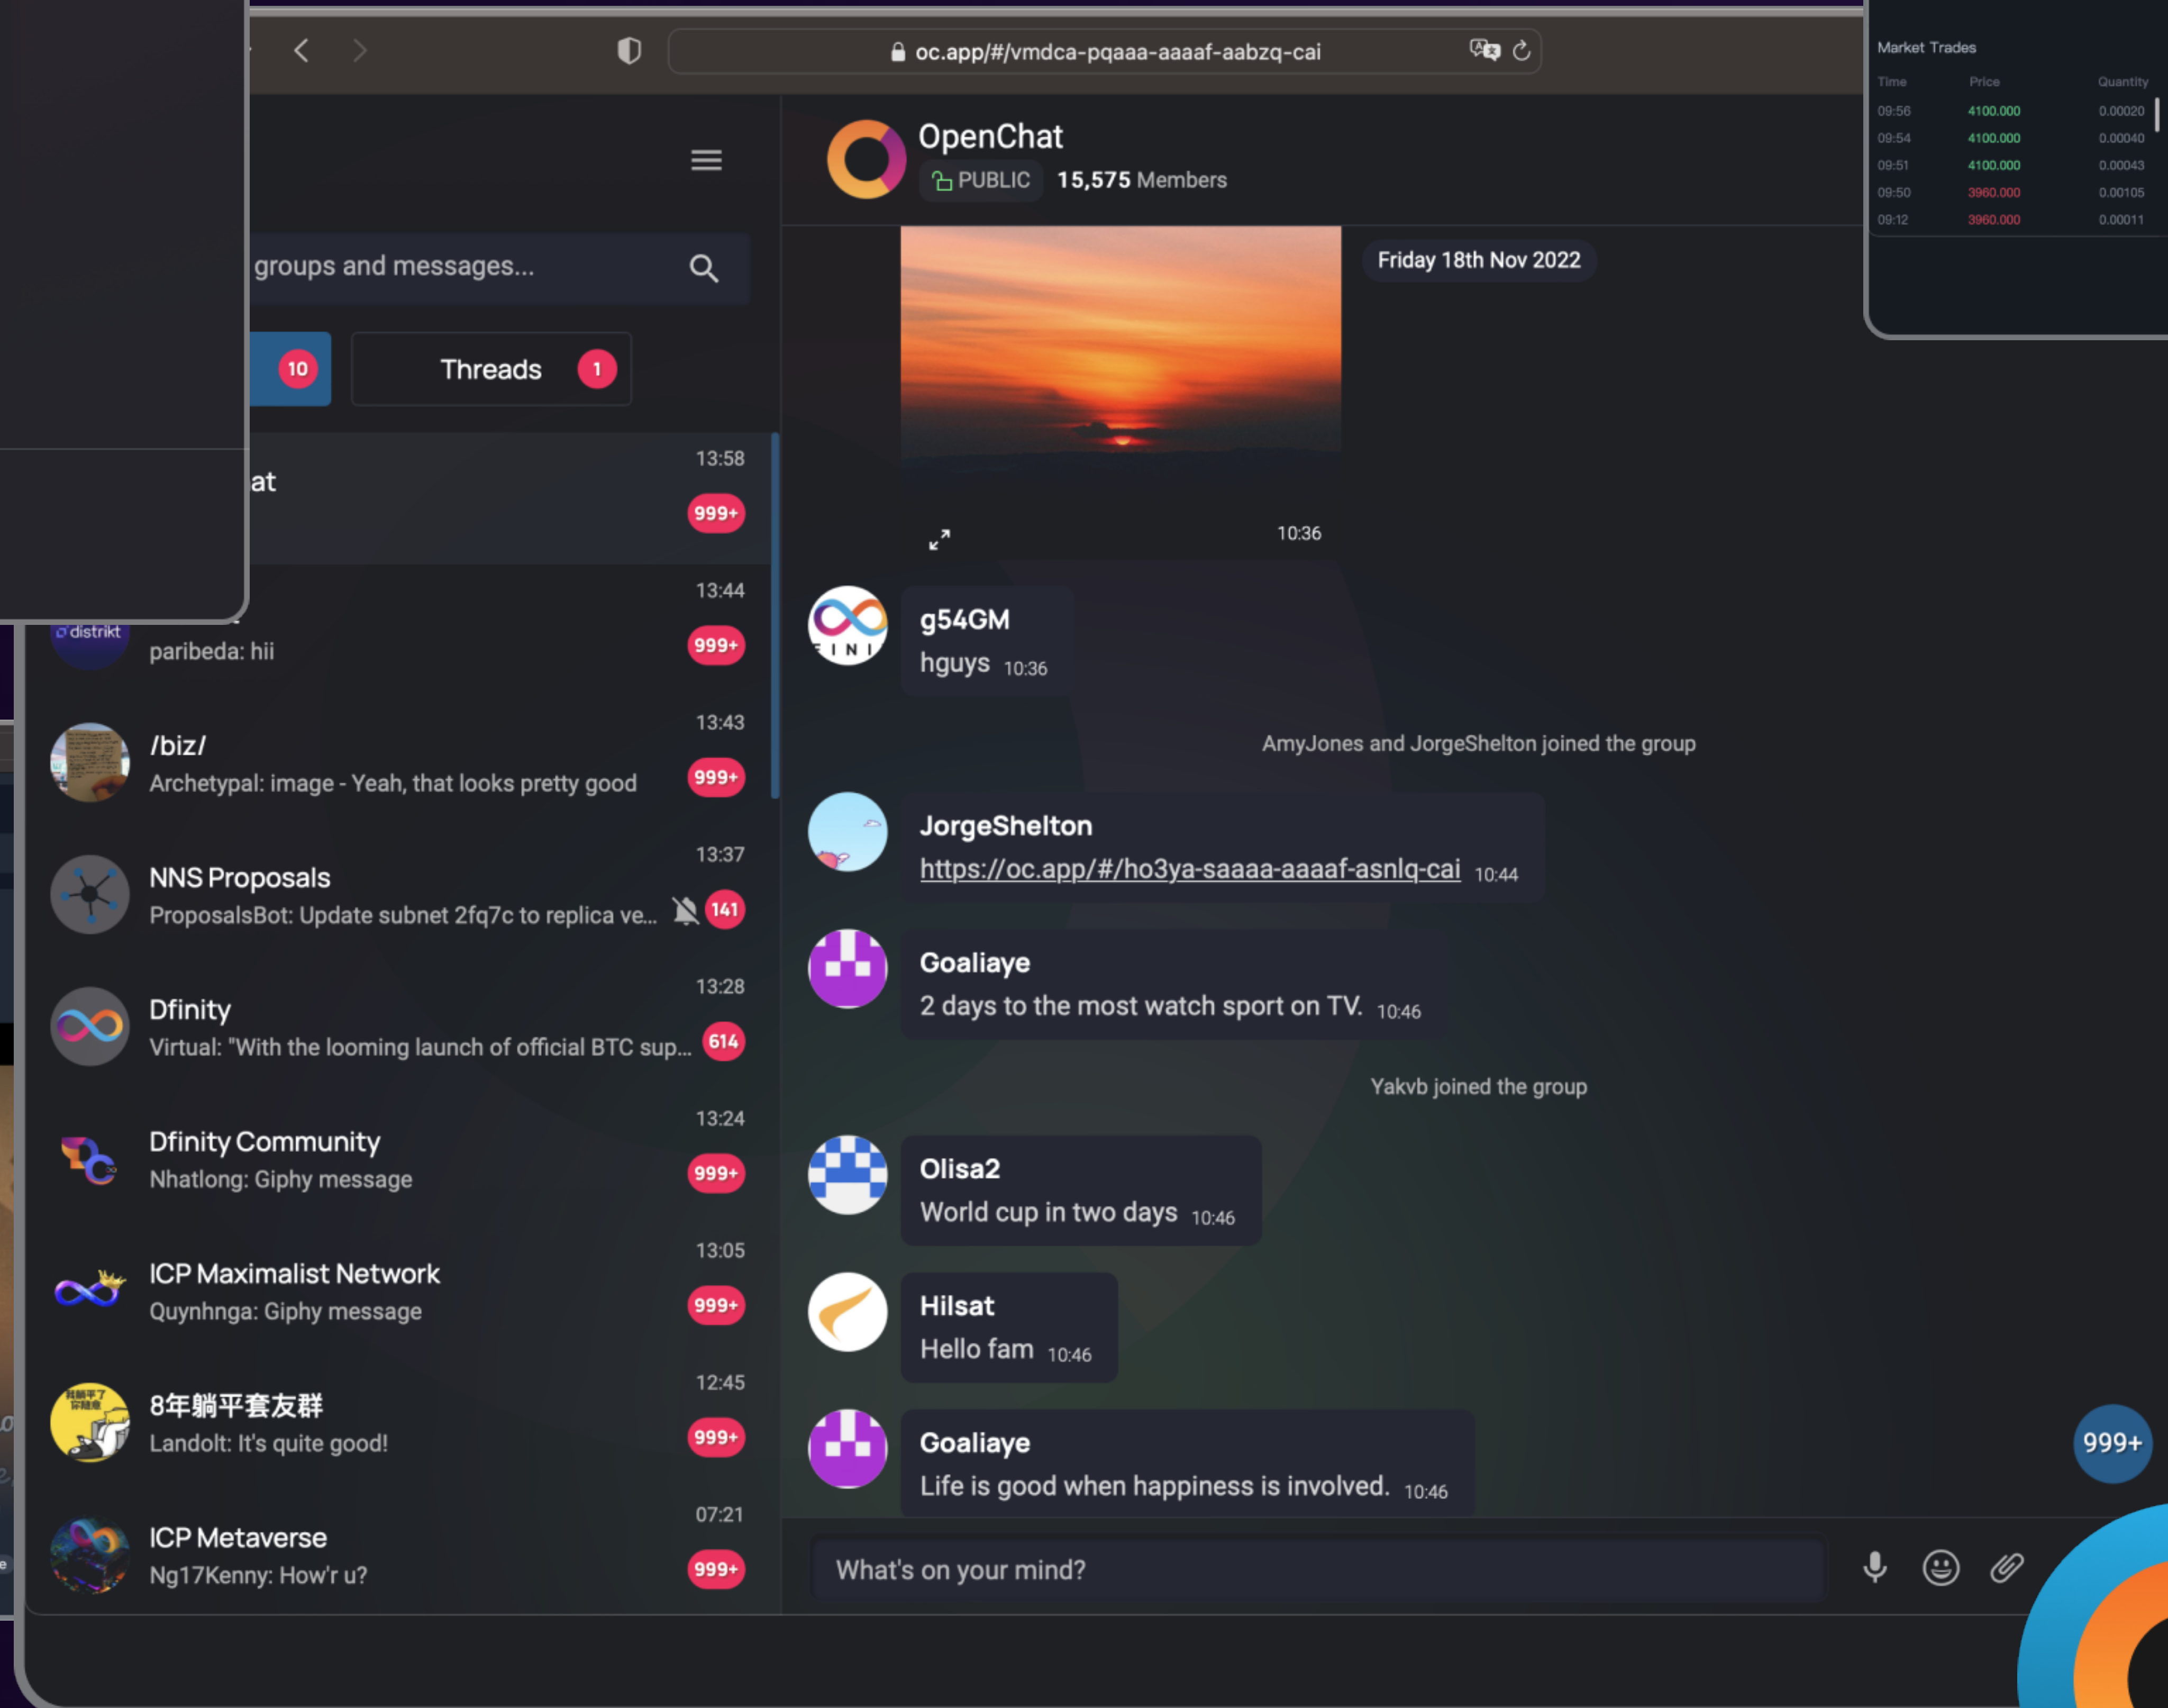 oc.app/#/vmdca-pqaaa-aaaaf-aabzq-cai
Market Trades
Time Price Quantity
09:56 4100.000 0.00020
09:54 4100.000 0.00040
09:51 4100.000 0.00043
09:50 3960.000 0.00105
09:12 3960.000 0.00011
groups and messages...
10
Threads 1
13:58
at
999+
13:44
distrikt
paribeda: hii
999+
13:43
/biz/
Archetypal: image - Yeah, that looks pretty good
999+
13:37
NNS Proposals
ProposalsBot: Update subnet 2fq7c to replica ve...
141
13:28
Dfinity
Virtual: "With the looming launch of official BTC sup...
614
13:24
Dfinity Community
Nhatlong: Giphy message
999+
13:05
ICP Maximalist Network
Quynhnga: Giphy message
999+
12:45
我躺平了
你随意
8年躺平套友群
Landolt: It's quite good!
999+
07:21
ICP Metaverse
Ng17Kenny: How'r u?
999+
OpenChat
PUBLIC 15,575 Members
Friday 18th Nov 2022
10:36
FINI
g54GM
hguys 10:36
AmyJones and JorgeShelton joined the group
JorgeShelton
https://oc.app/#/ho3ya-saaaa-aaaaf-asnlq-cai 10:44
Goaliaye
2 days to the most watch sport on TV. 10:46
Yakvb joined the group
Olisa2
World cup in two days 10:46
Hilsat
Hello fam 10:46
Goaliaye
Life is good when happiness is involved. 10:46
999+
What's on your mind?